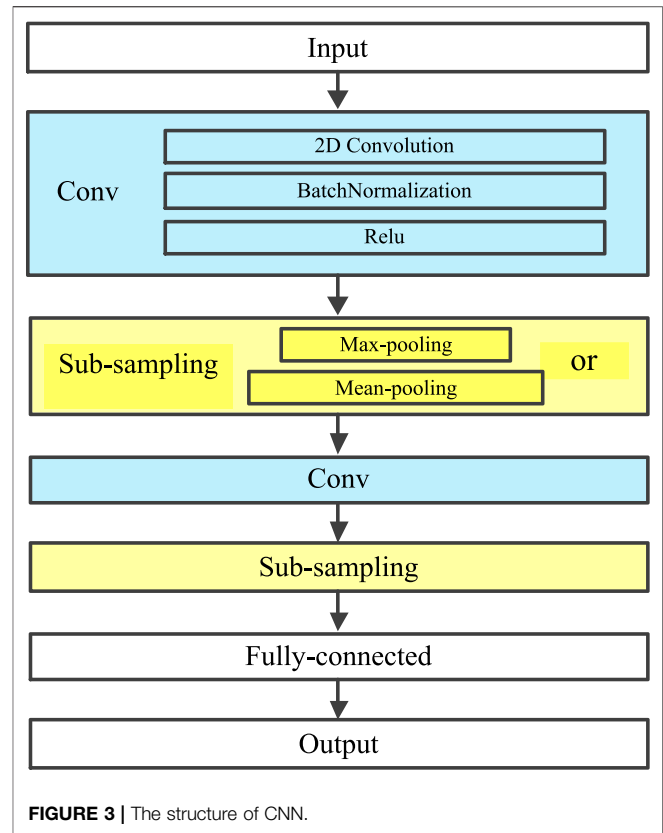 Input
2D Convolution
Conv
BatchNormalization
Relu
Sub-sampling
Max-pooling
or
Mean-pooling
Conv
Sub-sampling
Fully-connected
Output
FIGURE 3 | The structure of CNN.